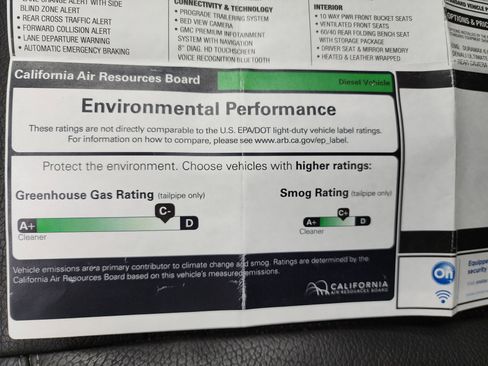 LANE CHANGE ALERT WITH SIDE
BLIND ZONE ALERT
• REAR CROSS TRAFFIC ALERT
• FORWARD COLLISION ALERT
• LANE DEPARTURE WARNING
• AUTOMATIC EMERGENCY BRAKING
CONNECTIVITY & TECHNOLOGY
• PROGRADE TRAILERING SYSTEM
• BED VIEW CAMERA
• GMC PREMIUM INFOTAINMENT
SYSTEM WITH NAVIGATION
8" DIAG. HD TOUCHSCREEN
VOICE RECOGNITION BLUETOOTH
INTERIOR
• 10 WAY PWR FRONT BUCKET SEATS
• VENTILATED FRONT SEATS
• 60/40 REAR FOLDING BENCH SEAT
WITH STORAGE PACKAGE
• DRIVER SEAT & MIRROR MEMORY
• HEATED & LEATHER WRAPPED
STANDARD VEHICLE
OPTIONS &
California Air Resources Board
Diesel Vehicle
Environmental Performance
These ratings are not directly comparable to the U.S. EPA/DOT light-duty vehicle label ratings.
For information on how to compare, please see www.arb.ca.gov/ep_label.
Protect the environment. Choose vehicles with higher ratings:
Greenhouse Gas Rating (tailpipe only)
C-
A+
D
Cleaner
Smog Rating (tailpipe only)
C+
A+
D
Cleaner
Vehicle emissions are a primary contributor to climate change and smog. Ratings are determined by the
California Air Resources Board based on this vehicle's measured emissions.
CALIFORNIA
AIR RESOURCES BOARD
On
Equipped
security